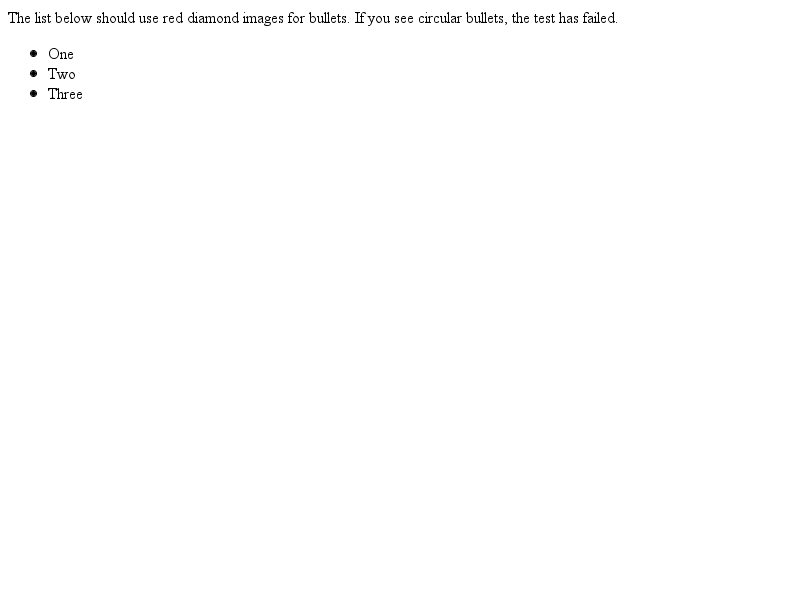 The list below should use red diamond images for bullets. If you see circular bullets, the test has failed.
• One
• Two
• Three